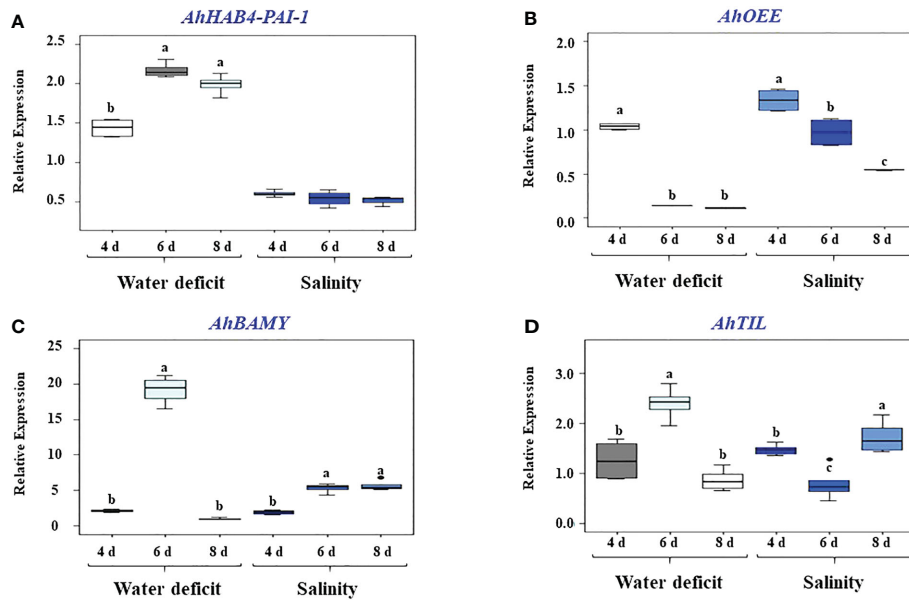 A
AhHAB4-PAI-1
Relative Expression
2.5
2.0
1.5
1.0
0.5
b
a
a
4 d 6 d 8 d 4 d 6 d 8 d
Water deficit Salinity
B
AhOEE
Relative Expression
2.0
1.5
1.0
0.5
0.0
a
b
b
a
b
c
4 d 6 d 8 d 4 d 6 d 8 d
Water deficit Salinity
C
AhBAMY
Relative Expression
25
20
15
10
5
0
b
a
b
b
a
a
4 d 6 d 8 d 4 d 6 d 8 d
Water deficit Salinity
D
AhTIL
Relative Expression
3.0
2.0
1.0
1.0
0.0
b
a
b
b
c
a
4 d 6 d 8 d 4 d 6 d 8 d
Water deficit Salinity